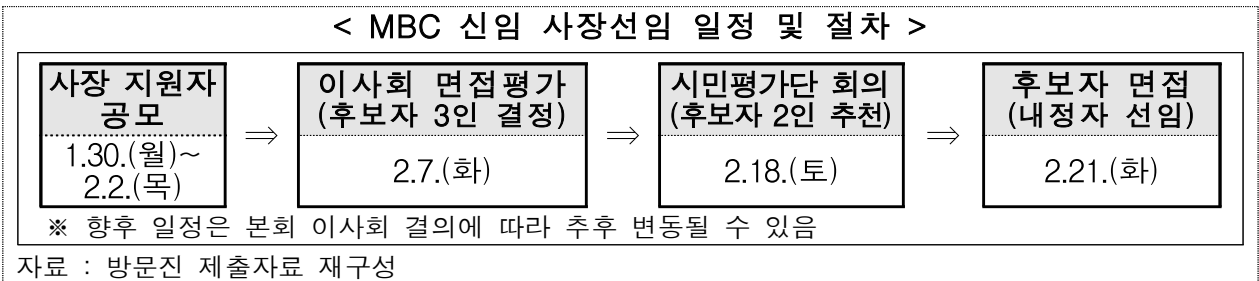 < MBC 신임 사장선임 일정 및 절차 >
사장 지원자
공모
1.30.(월)~
2.2.(목)
⇒
이사회 면접평가
(후보자 3인 결정)
2.7.(화)
⇒
시민평가단 회의
(후보자 2인 추천)
2.18.(토)
⇒
후보자 면접
(내정자 선임)
2.21.(화)
※ 향후 일정은 본회 이사회 결의에 따라 추후 변동될 수 있음
자료 : 방문진 제출자료 재구성